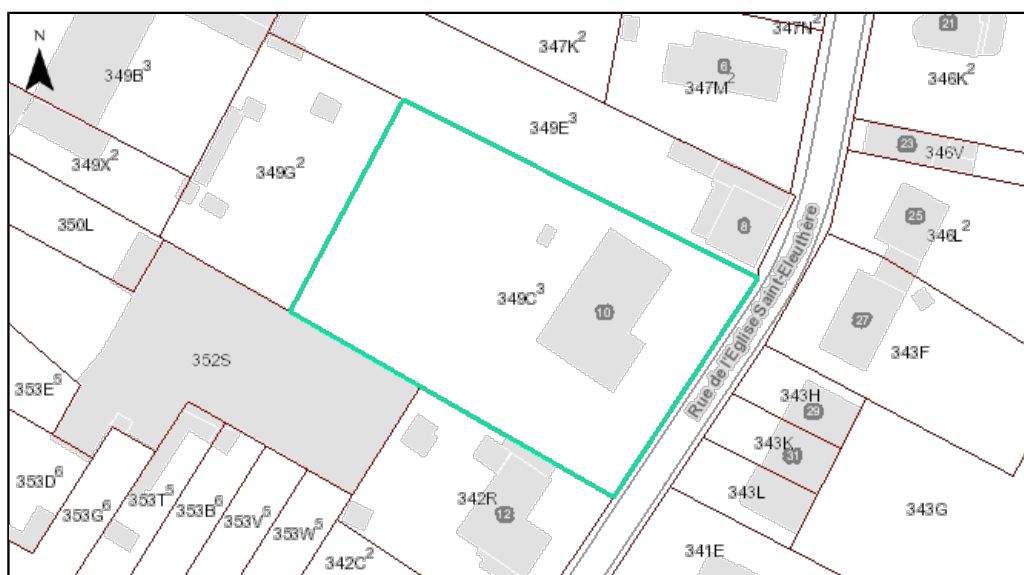 N
347N²
21
347K²
6
347M²
349B³
346K²
349E³
23
346V
349X²
349G²
350L
25
346L²
8
Rue de l'Eglise Saint-Eleuthère
349C³
10
27
343F
352S
353E⁵
343H
29
343K
31
353D⁶
353G⁶
353T⁵
353B⁶
353V⁵
353W⁵
342R
12
343L
343G
342C²
341E